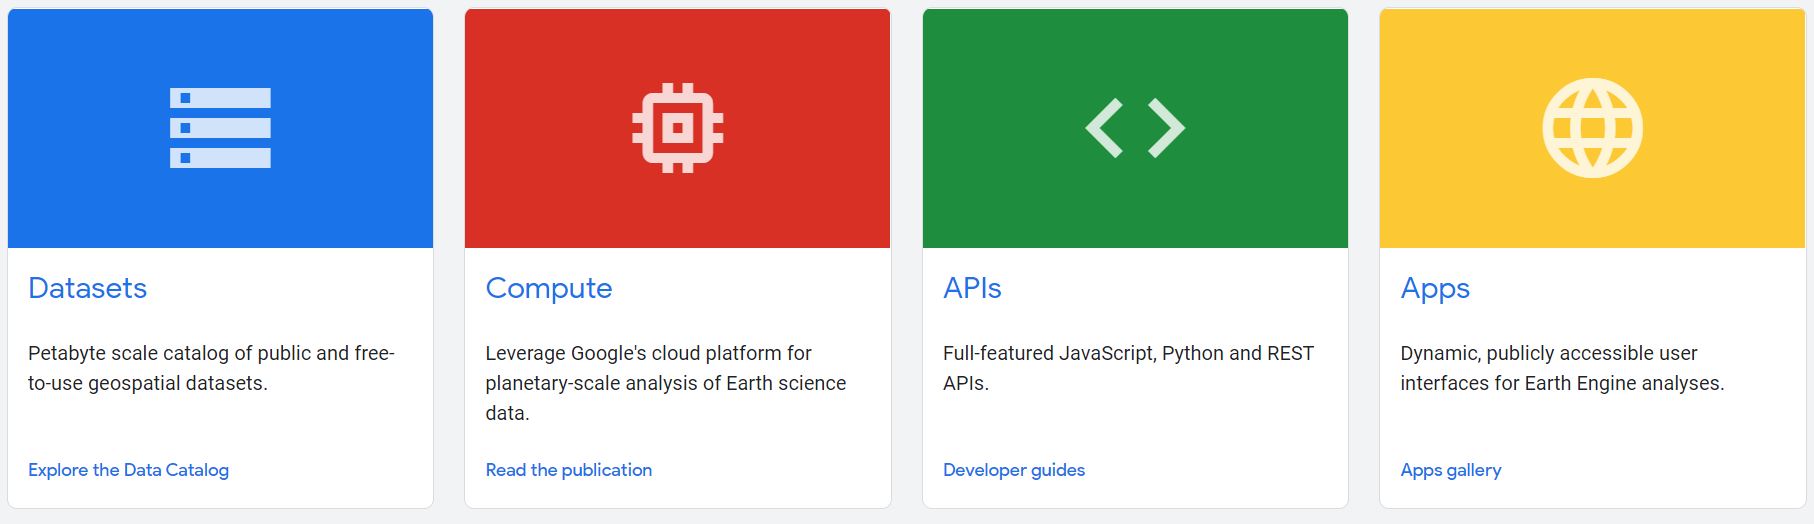 Datasets
Petabyte scale catalog of public and free-
to-use geospatial datasets.
Explore the Data Catalog
Compute
Leverage Google's cloud platform for
planetary-scale analysis of Earth science
data.
Read the publication
APIs
Full-featured JavaScript, Python and REST
APIs.
Developer guides
Apps
Dynamic, publicly accessible user
interfaces for Earth Engine analyses.
Apps gallery